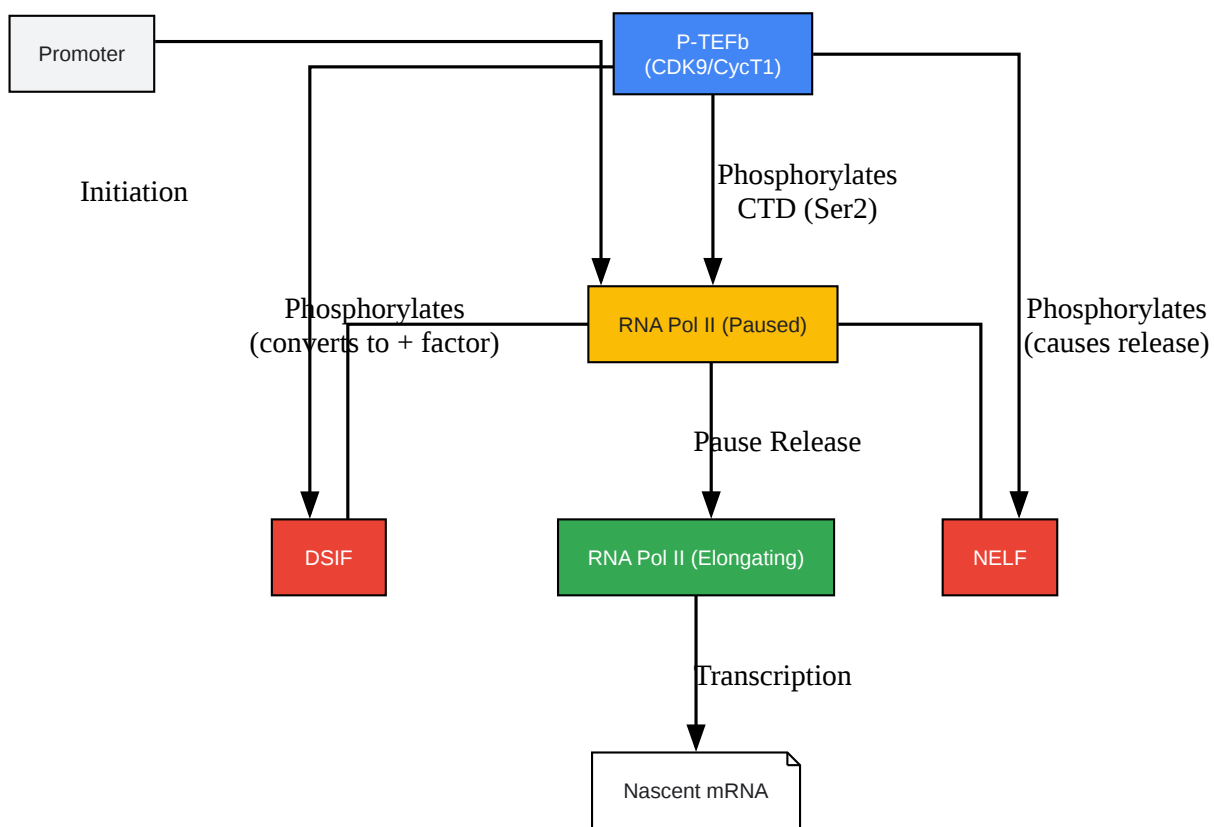 Promoter
P-TEFb
(CDK9/CycT1)
Initiation
Phosphorylates
CTD (Ser2)
Phosphorylates
(converts to + factor)
RNA Pol II (Paused)
Phosphorylates
(causes release)
Pause Release
DSIF
RNA Pol II (Elongating)
NELF
Transcription
Nascent mRNA